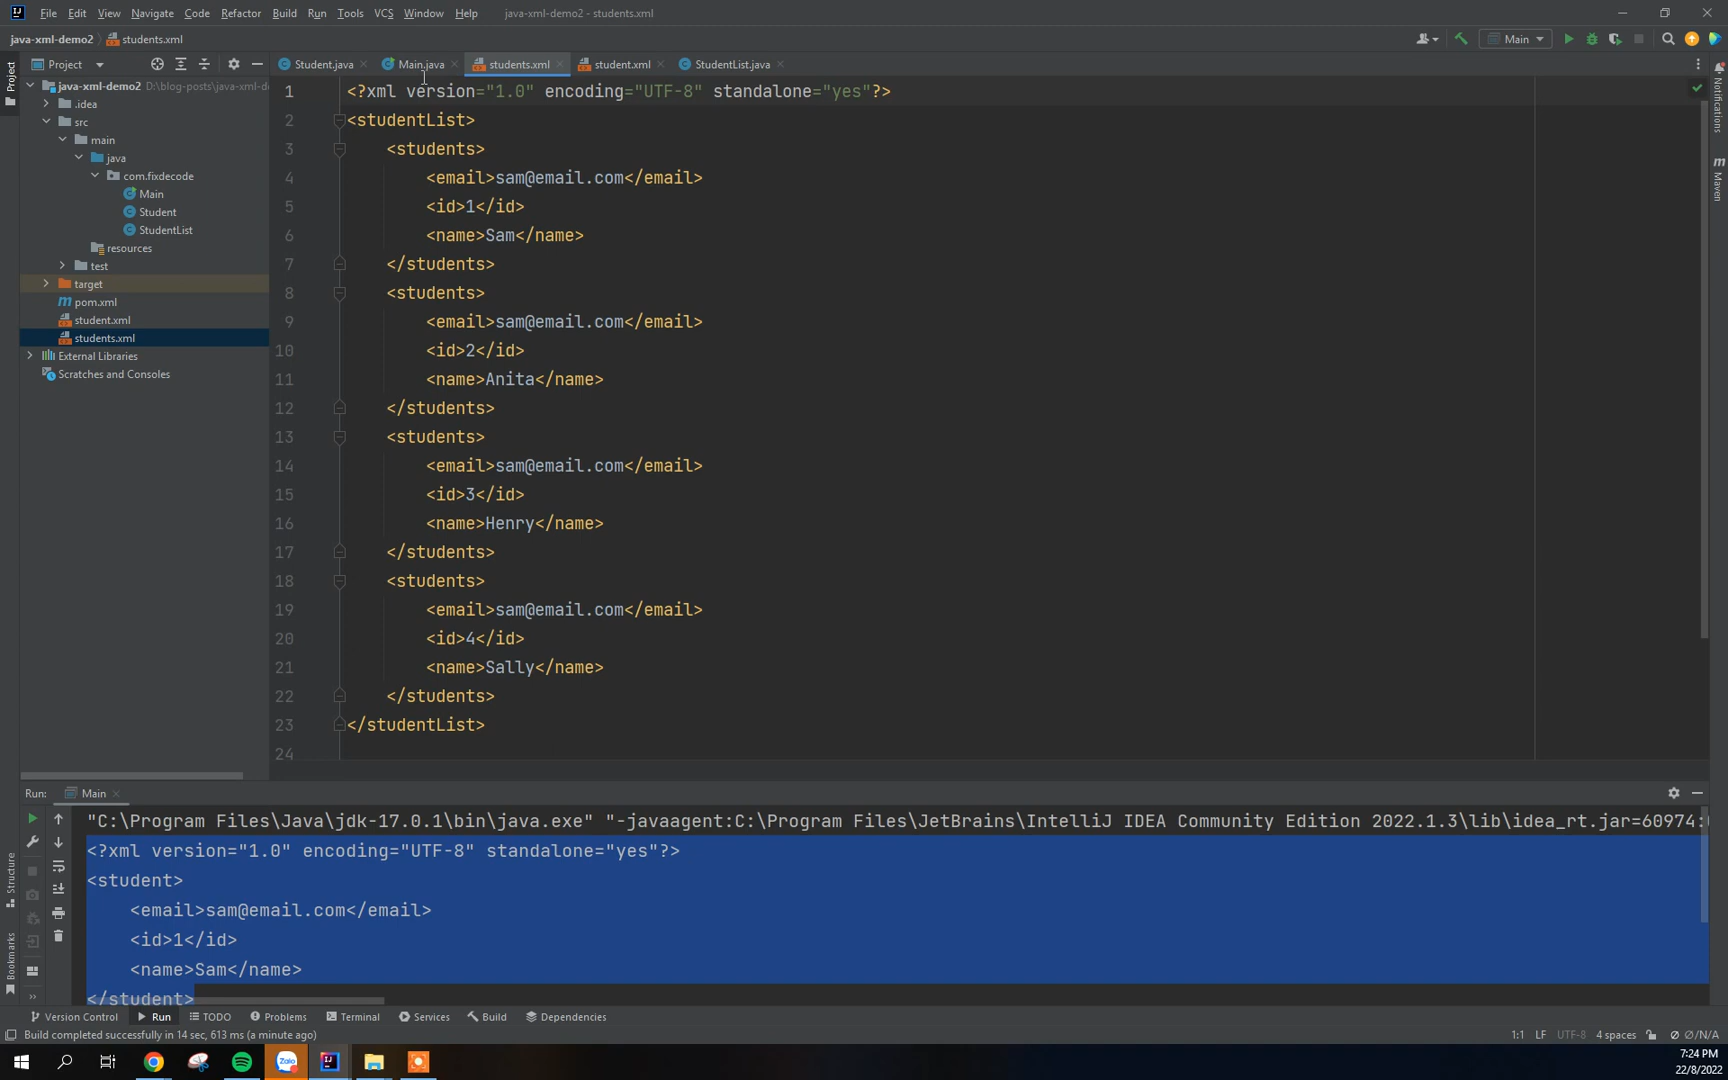 File Edit View Navigate Code Refactor Build Run Tools VCS Window Help java-xml-demo2 - students.xml
java-xml-demo2 students.xml Main
Project Student.java Main.java students.xml student.xml StudentList.java
Project
java-xml-demo2 D:\blog-posts\java-xml-d
.idea
src
main
java
com.fixdecode
Main
Student
StudentList
resources
test
target
pom.xml
student.xml
students.xml
External Libraries
Scratches and Consoles
1 <?xml version="1.0" encoding="UTF-8" standalone="yes"?>
2 <studentList>
3 <students>
4 <email>sam@email.com</email>
5 <id>1</id>
6 <name>Sam</name>
7 </students>
8 <students>
9 <email>sam@email.com</email>
10 <id>2</id>
11 <name>Anita</name>
12 </students>
13 <students>
14 <email>sam@email.com</email>
15 <id>3</id>
16 <name>Henry</name>
17 </students>
18 <students>
19 <email>sam@email.com</email>
20 <id>4</id>
21 <name>Sally</name>
22 </students>
23 </studentList>
24
Notifications
Maven
Run: Main
"C:\Program Files\Java\jdk-17.0.1\bin\java.exe" "-javaagent:C:\Program Files\JetBrains\IntelliJ IDEA Community Edition 2022.1.3\lib\idea_rt.jar=60974:
<?xml version="1.0" encoding="UTF-8" standalone="yes"?>
<student>
<email>sam@email.com</email>
<id>1</id>
<name>Sam</name>
</student>
Structure
Bookmarks
Version Control Run TODO Problems Terminal Services Build Dependencies
Build completed successfully in 14 sec, 613 ms (a minute ago) 1:1 LF UTF-8 4 spaces Ø/N/A
Zalo
7:24 PM
22/8/2022